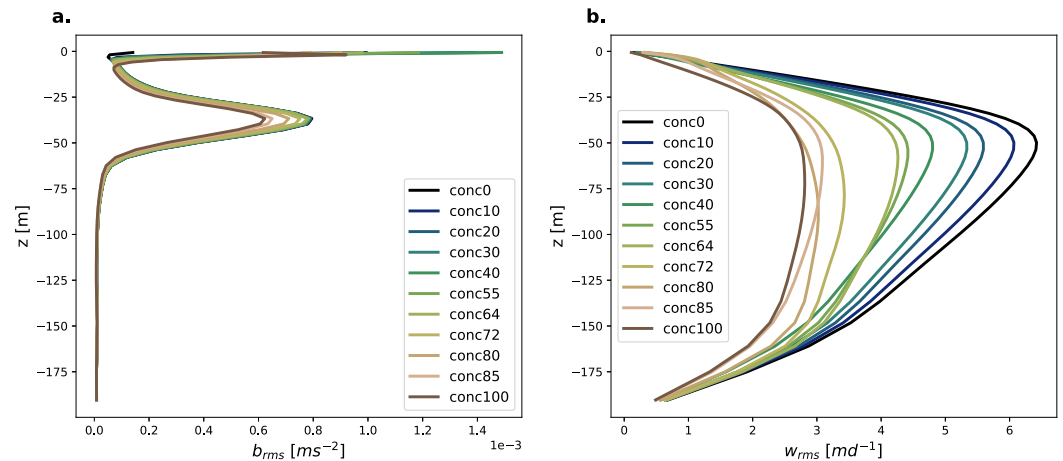 a.
0
−25
−50
−75
−100
−125
−150
−175
z [m]
conc0
conc10
conc20
conc30
conc40
conc55
conc64
conc72
conc80
conc85
conc100
0.0 0.2 0.4 0.6 0.8 1.0 1.2 1.4
1e−3
b_rms [ms⁻²]
b.
0
−25
−50
−75
−100
−125
−150
−175
z [m]
conc0
conc10
conc20
conc30
conc40
conc55
conc64
conc72
conc80
conc85
conc100
0 1 2 3 4 5 6
w_rms [md⁻¹]